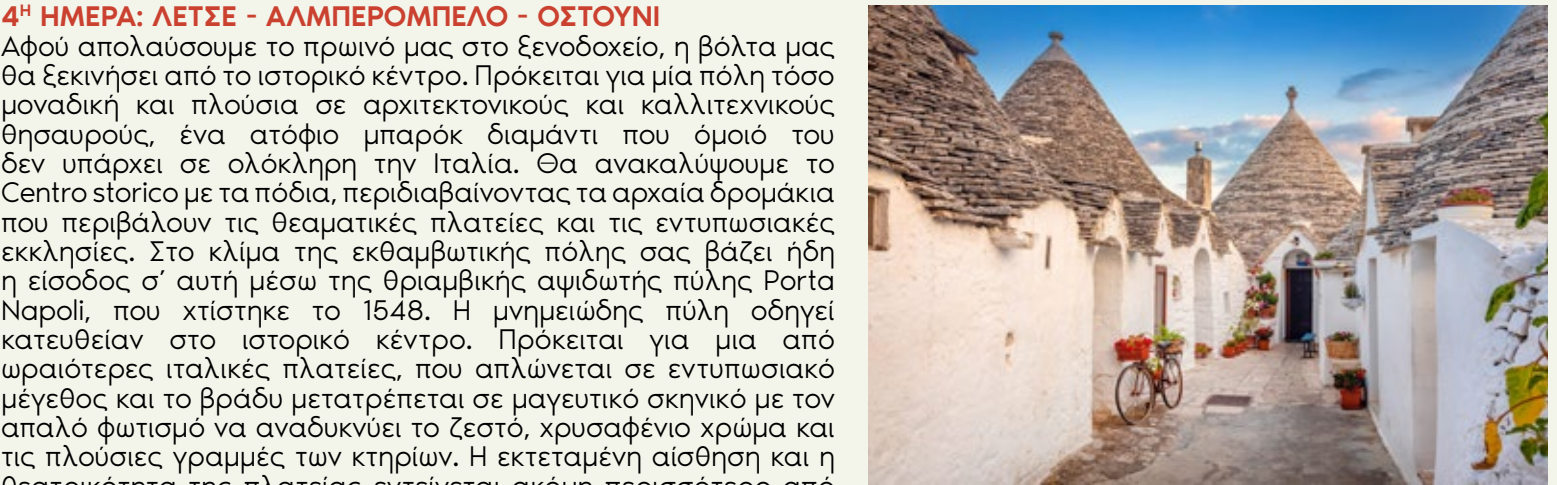 4Η ΗΜΕΡΑ: ΛΕΤΣΕ - ΑΛΜΠΕΡΟΜΠΕΛΟ - ΟΣΤΟΥΝΙ
Αφού απολαύσουμε το πρωινό μας στο ξενοδοχείο, η βόλτα μας
θα ξεκινήσει από το ιστορικό κέντρο. Πρόκειται για μία πόλη τόσο
μοναδική και πλούσια σε αρχιτεκτονικούς και καλλιτεχνικούς
θησαυρούς, ένα ατόφιο μπαρόκ διαμάντι που όμοιό του
δεν υπάρχει σε ολόκληρη την Ιταλία. Θα ανακαλύψουμε το
Centro storico με τα πόδια, περιδιαβαίνοντας τα αρχαία δρομάκια
που περιβάλουν τις θεαματικές πλατείες και τις εντυπωσιακές
εκκλησίες. Στο κλίμα της εκθαμβωτικής πόλης σας βάζει ήδη
η είσοδος σ΄ αυτή μέσω της θριαμβικής αψιδωτής πύλης Porta
Napoli, που χτίστηκε το 1548. Η μνημειώδης πύλη οδηγεί
κατευθείαν στο ιστορικό κέντρο. Πρόκειται για μια από
ωραιότερες ιταλικές πλατείες, που απλώνεται σε εντυπωσιακό
μέγεθος και το βράδυ μετατρέπεται σε μαγευτικό σκηνικό με τον
απαλό φωτισμό να αναδυκνύει το ζεστό, χρυσαφένιο χρώμα και
τις πλούσιες γραμμές των κτηρίων. Η εκτεταμένη αίσθηση και η
θεατρικότητα της πλατείας εντείνεται ακόμη περισσότερο από